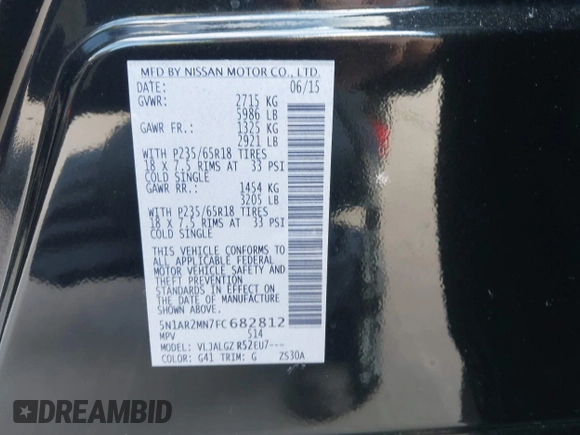 MFD BY NISSAN MOTOR CO., LTD.
DATE: 06/15
GVWR: 2715 KG
5986 LB
GAWR FR.: 1325 KG
2921 LB
WITH P235/65R18 TIRES
18 X 7.5 RIMS AT 33 PSI
COLD SINGLE
GAWR RR.: 1454 KG
3205 LB
WITH P235/65R18 TIRES
18 X 7.5 RIMS AT 33 PSI
COLD SINGLE
THIS VEHICLE CONFORMS TO
ALL APPLICABLE FEDERAL
MOTOR VEHICLE SAFETY AND
THEFT PREVENTION
STANDARDS IN EFFECT ON
THE DATE OF MANUFACTURE
SHOWN ABOVE.
5N1AR2MN7FC682812
MPV S14
MODEL: VLJALGZ R52EU7---
COLOR: G41 TRIM: G ZS30A
DREAMBID